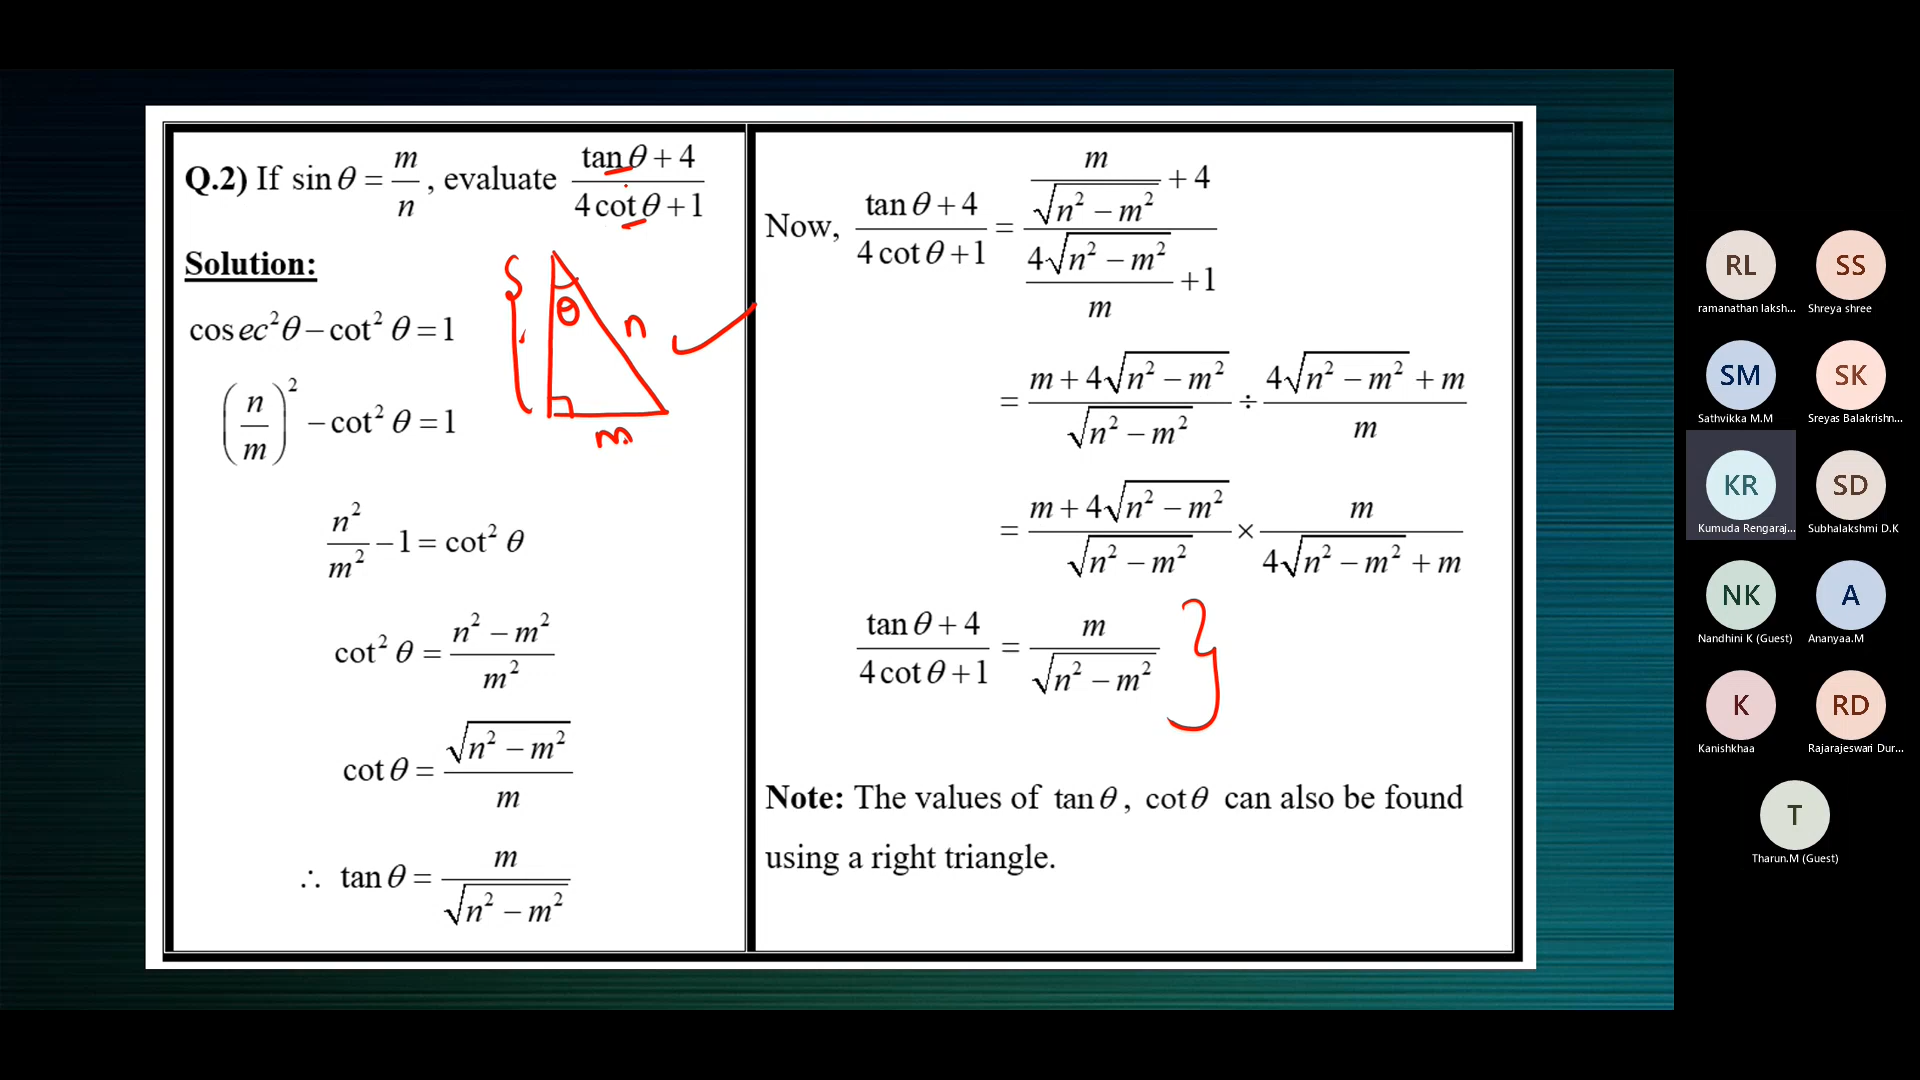 Q.2) If sin θ = m/n , evaluate (tan θ + 4)/(4 cot θ + 1)
Solution:
cosec²θ − cot² θ = 1
(n/m)² − cot² θ = 1
n²/m² − 1 = cot² θ
cot² θ = (n² − m²)/m²
cot θ = √(n² − m²)/m
∴ tan θ = m/√(n² − m²)
θ
n
m
Now, (tan θ + 4)/(4 cot θ + 1) = (m/√(n² − m²) + 4)/(4√(n² − m²)/m + 1)
= (m + 4√(n² − m²))/√(n² − m²) ÷ (4√(n² − m²) + m)/m
= (m + 4√(n² − m²))/√(n² − m²) × m/(4√(n² − m²) + m)
(tan θ + 4)/(4 cot θ + 1) = m/√(n² − m²)
Note: The values of tan θ , cot θ can also be found
using a right triangle.
RL SS
ramanathan laksh... Shreya shree
SM SK
Sathvikka M.M Sreyas Balakrishn...
KR SD
Kumuda Rengaraj... Subhalakshmi D.K
NK A
Nandhini K (Guest) Ananyaa.M
K RD
Kanishkhaa Rajarajeswari Dur...
T
Tharun.M (Guest)